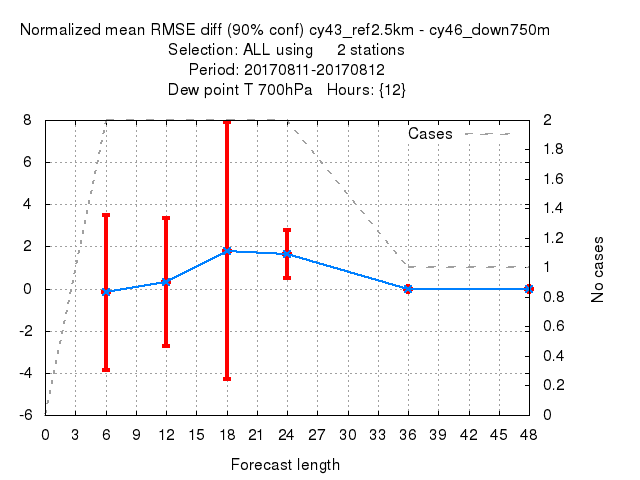 Normalized mean RMSE diff (90% conf) cy43_ref2.5km - cy46_down750m
Selection: ALL using 2 stations
Period: 20170811-20170812
Dew point T 700hPa Hours: {12}
Cases
8
6
4
2
0
-2
-4
-6
2
1.8
1.6
1.4
1.2
1
0.8
0.6
0.4
0.2
0
No cases
0 3 6 9 12 15 18 21 24 27 30 33 36 39 42 45 48
Forecast length